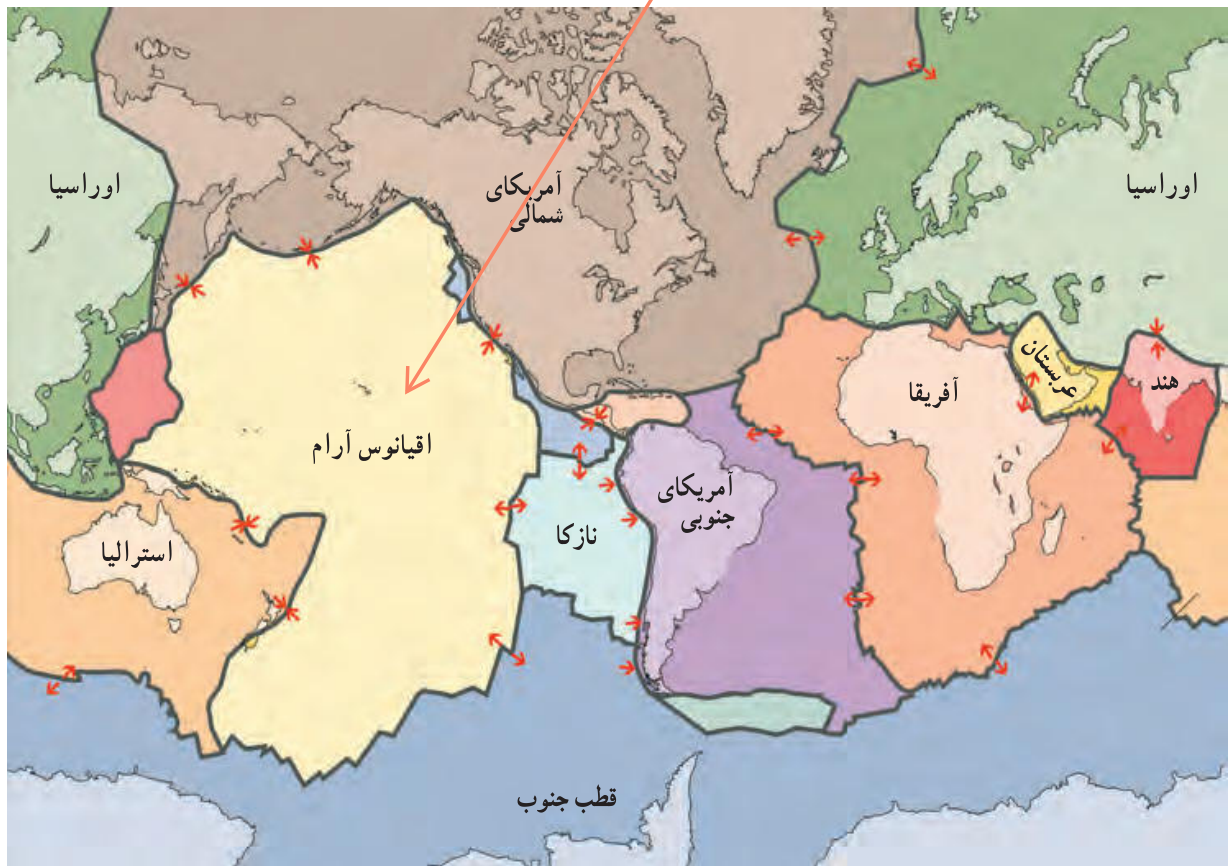 اوراسیا
آمریکای
شمالی
اوراسیا
عربستان
هند
آفریقا
اقیانوس آرام
آمریکای
جنوبی
نازکا
استرالیا
قطب جنوب